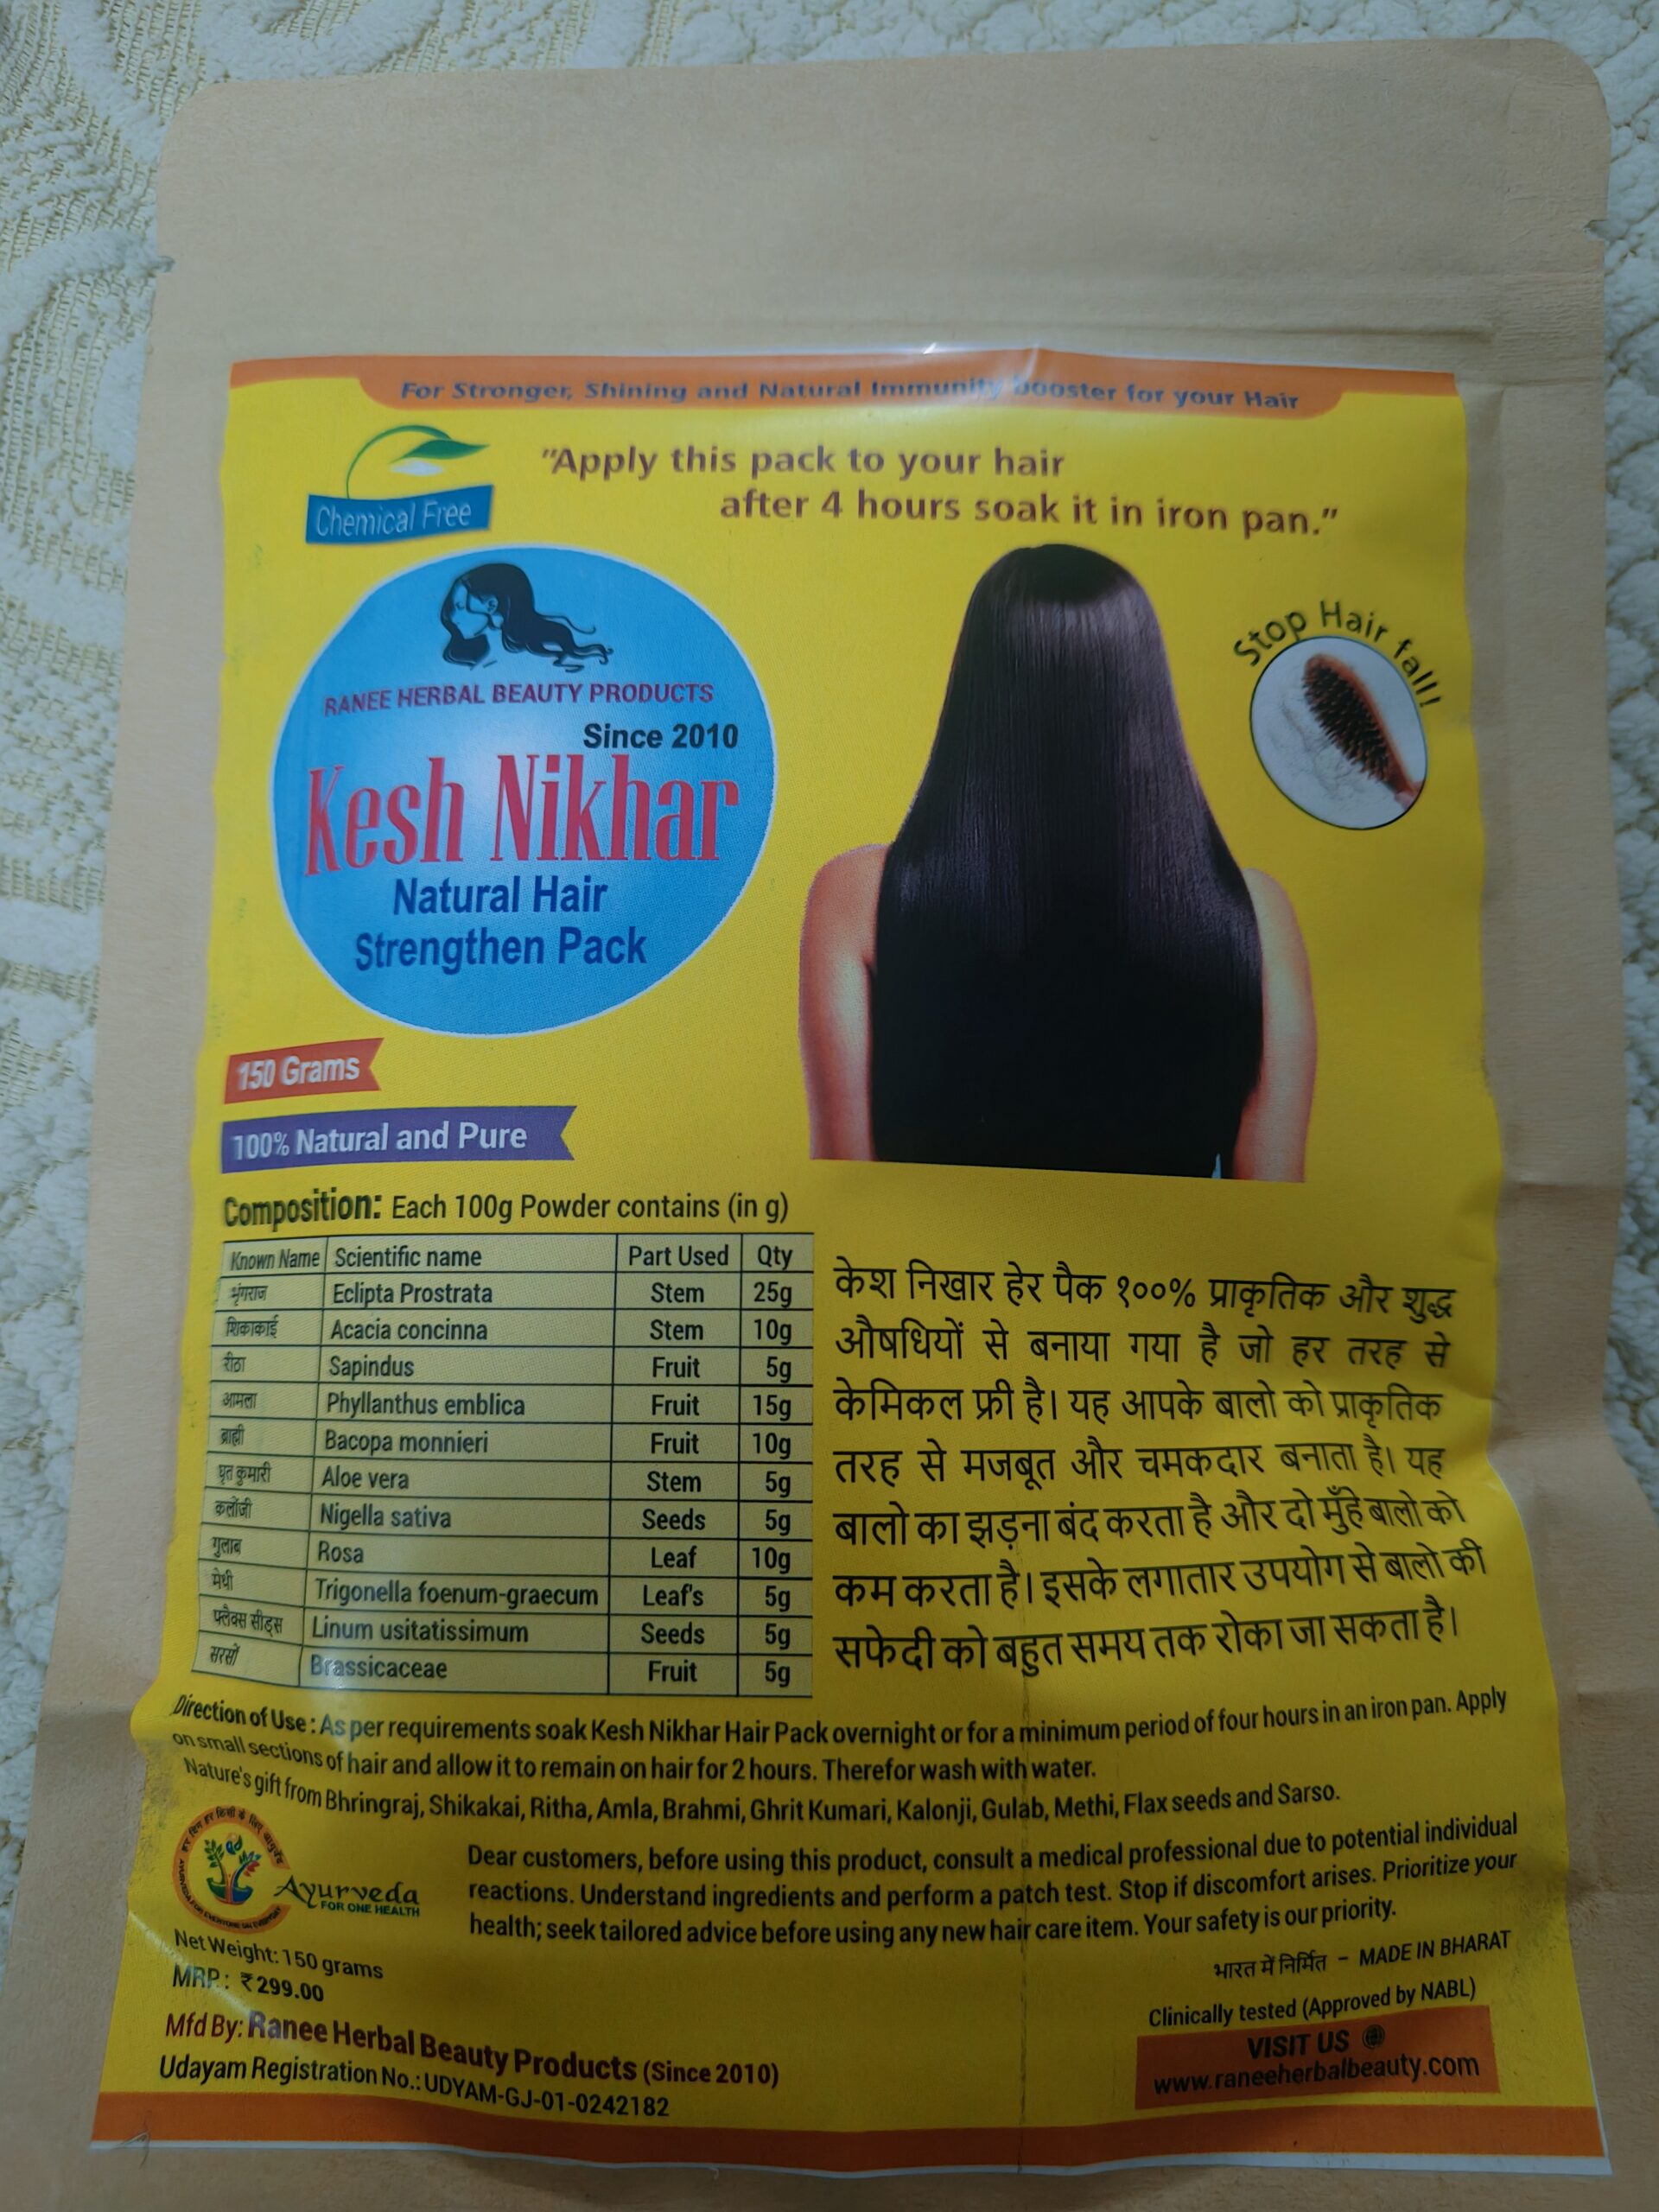 For Stronger, Shining and Natural Immunity booster for your Hair
Chemical Free
"Apply this pack to your hair
after 4 hours soak it in iron pan."
Stop Hair fall!
RANEE HERBAL BEAUTY PRODUCTS
Since 2010
Kesh Nikhar
Natural Hair
Strengthen Pack
150 Grams
100% Natural and Pure
Composition: Each 100g Powder contains (in g)
Known Name Scientific name Part Used Qty
भृंगराज Eclipta Prostrata Stem 25g
शिकाकाई Acacia concinna Stem 10g
रीठा Sapindus Fruit 5g
आमला Phyllanthus emblica Fruit 15g
ब्राह्मी Bacopa monnieri Fruit 10g
घृत कुमारी Aloe vera Stem 5g
कलौंजी Nigella sativa Seeds 5g
गुलाब Rosa Leaf 10g
मेथी Trigonella foenum-graecum Leaf's 5g
फ्लैक्स सीड्स Linum usitatissimum Seeds 5g
सरसों Brassicaceae Fruit 5g
केश निखार हेर पैक १००% प्राकृतिक और शुद्ध
औषधियों से बनाया गया है जो हर तरह से
केमिकल फ्री है। यह आपके बालो को प्राकृतिक
तरह से मजबूत और चमकदार बनाता है। यह
बालो का झड़ना बंद करता है और दो मुँहे बालो को
कम करता है। इसके लगातार उपयोग से बालो की
सफेदी को बहुत समय तक रोका जा सकता है।
Direction of Use : As per requirements soak Kesh Nikhar Hair Pack overnight or for a minimum period of four hours in an iron pan. Apply
on small sections of hair and allow it to remain on hair for 2 hours. Therefor wash with water.
Nature's gift from Bhringraj, Shikakai, Ritha, Amla, Brahmi, Ghrit Kumari, Kalonji, Gulab, Methi, Flax seeds and Sarso.
Ayurveda
FOR ONE HEALTH
Dear customers, before using this product, consult a medical professional due to potential individual
reactions. Understand ingredients and perform a patch test. Stop if discomfort arises. Prioritize your
health; seek tailored advice before using any new hair care item. Your safety is our priority.
Net Weight: 150 grams
MRP.: ₹299.00
Mfd By: Ranee Herbal Beauty Products (Since 2010)
Udayam Registration No.: UDYAM-GJ-01-0242182
भारत में निर्मित - MADE IN BHARAT
Clinically tested (Approved by NABL)
VISIT US
www.raneeherbalbeauty.com